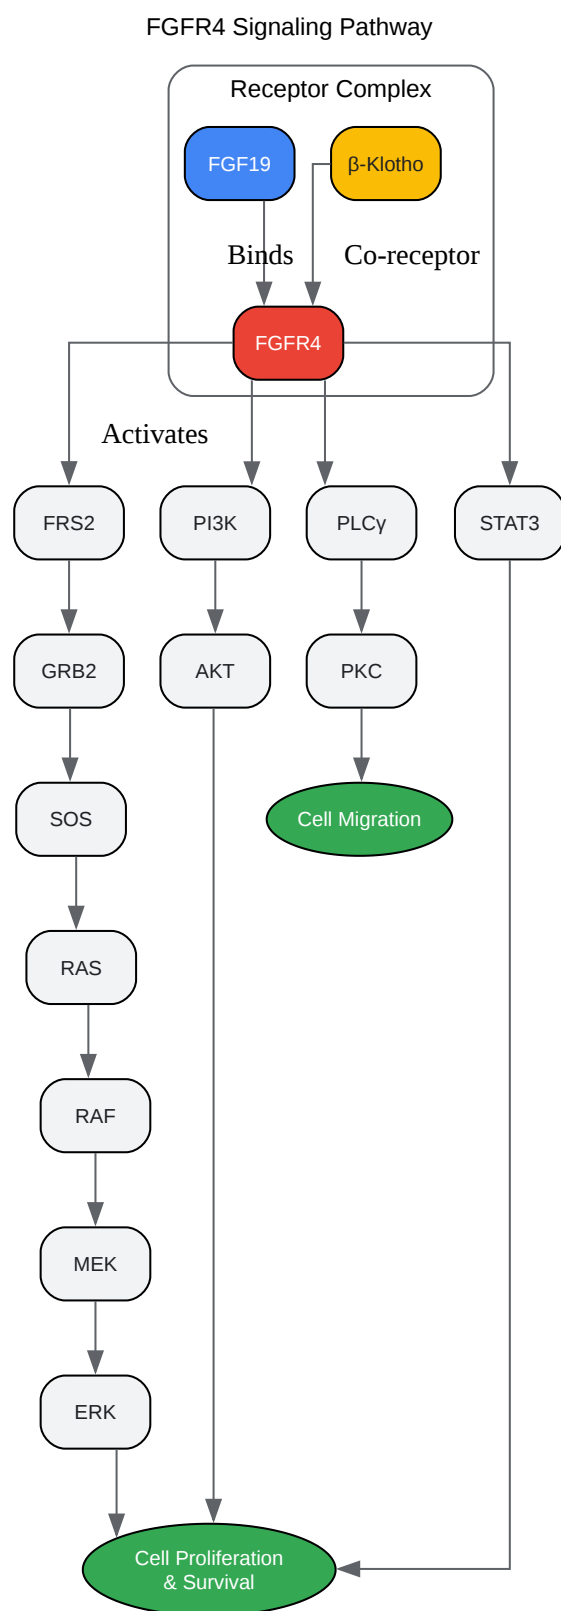 FGFR4 Signaling Pathway
Receptor Complex
FGF19
β-Klotho
Binds
Co-receptor
FGFR4
Activates
FRS2
PI3K
PLCγ
STAT3
GRB2
AKT
PKC
SOS
Cell Migration
RAS
RAF
MEK
ERK
Cell Proliferation
& Survival